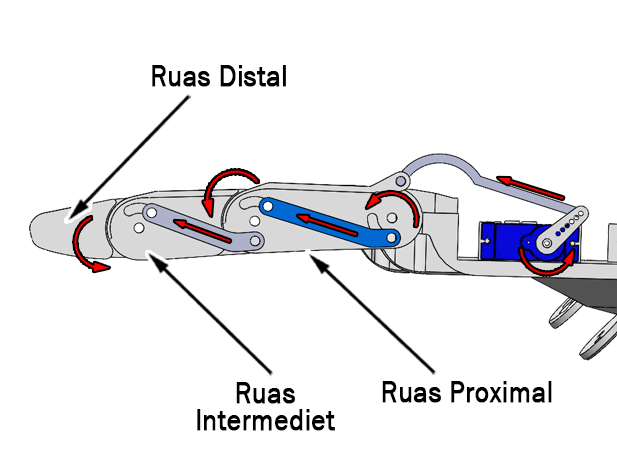 Ruas Distal
Ruas
Intermediet
Ruas Proximal